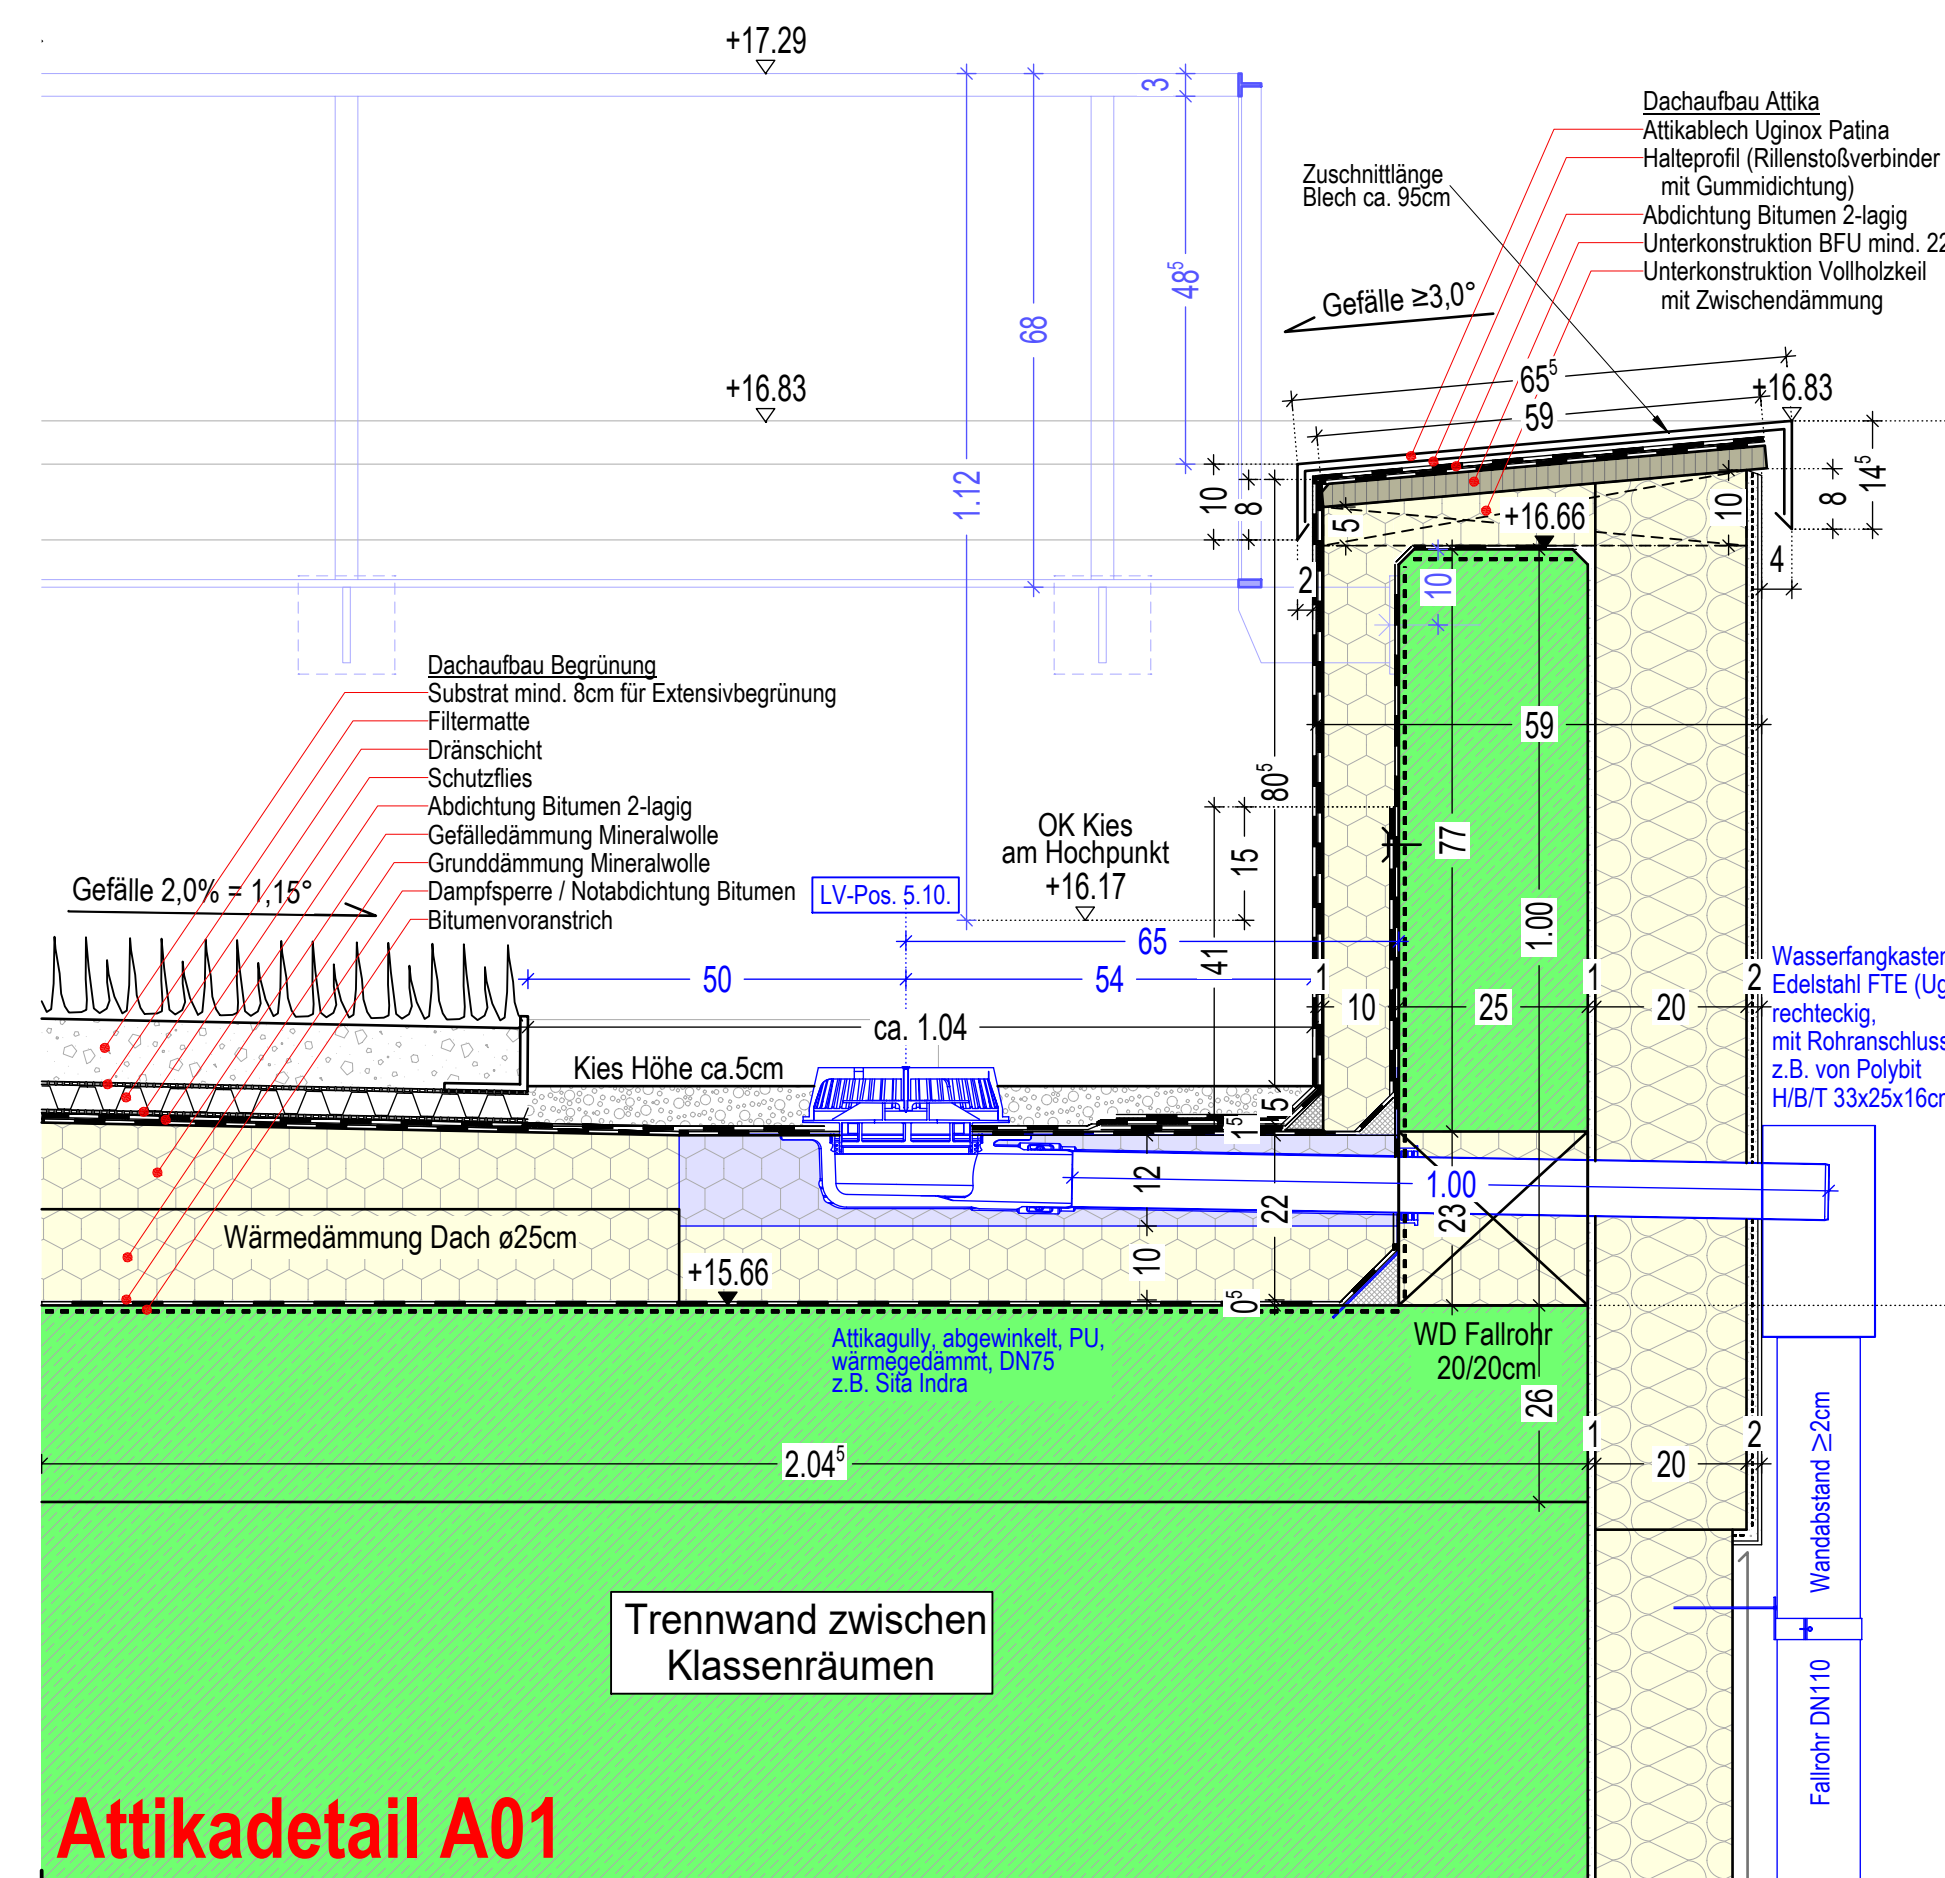 +17.29
3
Dachaufbau Attika
Attikablech Uginox Patina
Halteprofil (Rillenstoßverbinder
mit Gummidichtung)
Abdichtung Bitumen 2-lagig
Unterkonstruktion BFU mind. 22
Unterkonstruktion Vollholzkeil
mit Zwischendämmung
Zuschnittlänge
Blech ca. 95cm
48⁵
68
Gefälle ≥3,0°
65⁵
+16.83
+16.83
59
1.12
10
8
14⁵
8
10
5
+16.66
4
2
10
Dachaufbau Begrünung
Substrat mind. 8cm für Extensivbegrünung
Filtermatte
Dränschicht
Schutzflies
Abdichtung Bitumen 2-lagig
Gefälledämmung Mineralwolle
Grunddämmung Mineralwolle
Dampfsperre / Notabdichtung Bitumen
Bitumenvoranstrich
59
80⁵
77
1.00
OK Kies
am Hochpunkt
+16.17
15
41
Gefälle 2,0% = 1,15°
LV-Pos. 5.10.
65
50
54
1
10
25
1
20
2
ca. 1.04
Wasserfangkasten
Edelstahl FTE (Ug
rechteckig,
mit Rohranschluss
z.B. von Polybit
H/B/T 33x25x16cm
Kies Höhe ca.5cm
5
1⁵
12
22
1.00
23
10
0⁵
Wärmedämmung Dach ø25cm
+15.66
Attikagully, abgewinkelt, PU,
wärmegedämmt, DN75
z.B. Sita Indra
WD Fallrohr
20/20cm
26
2.04⁵
1
20
2
Wandabstand ≥2cm
Fallrohr DN110
Trennwand zwischen
Klassenräumen
Attikadetail A01